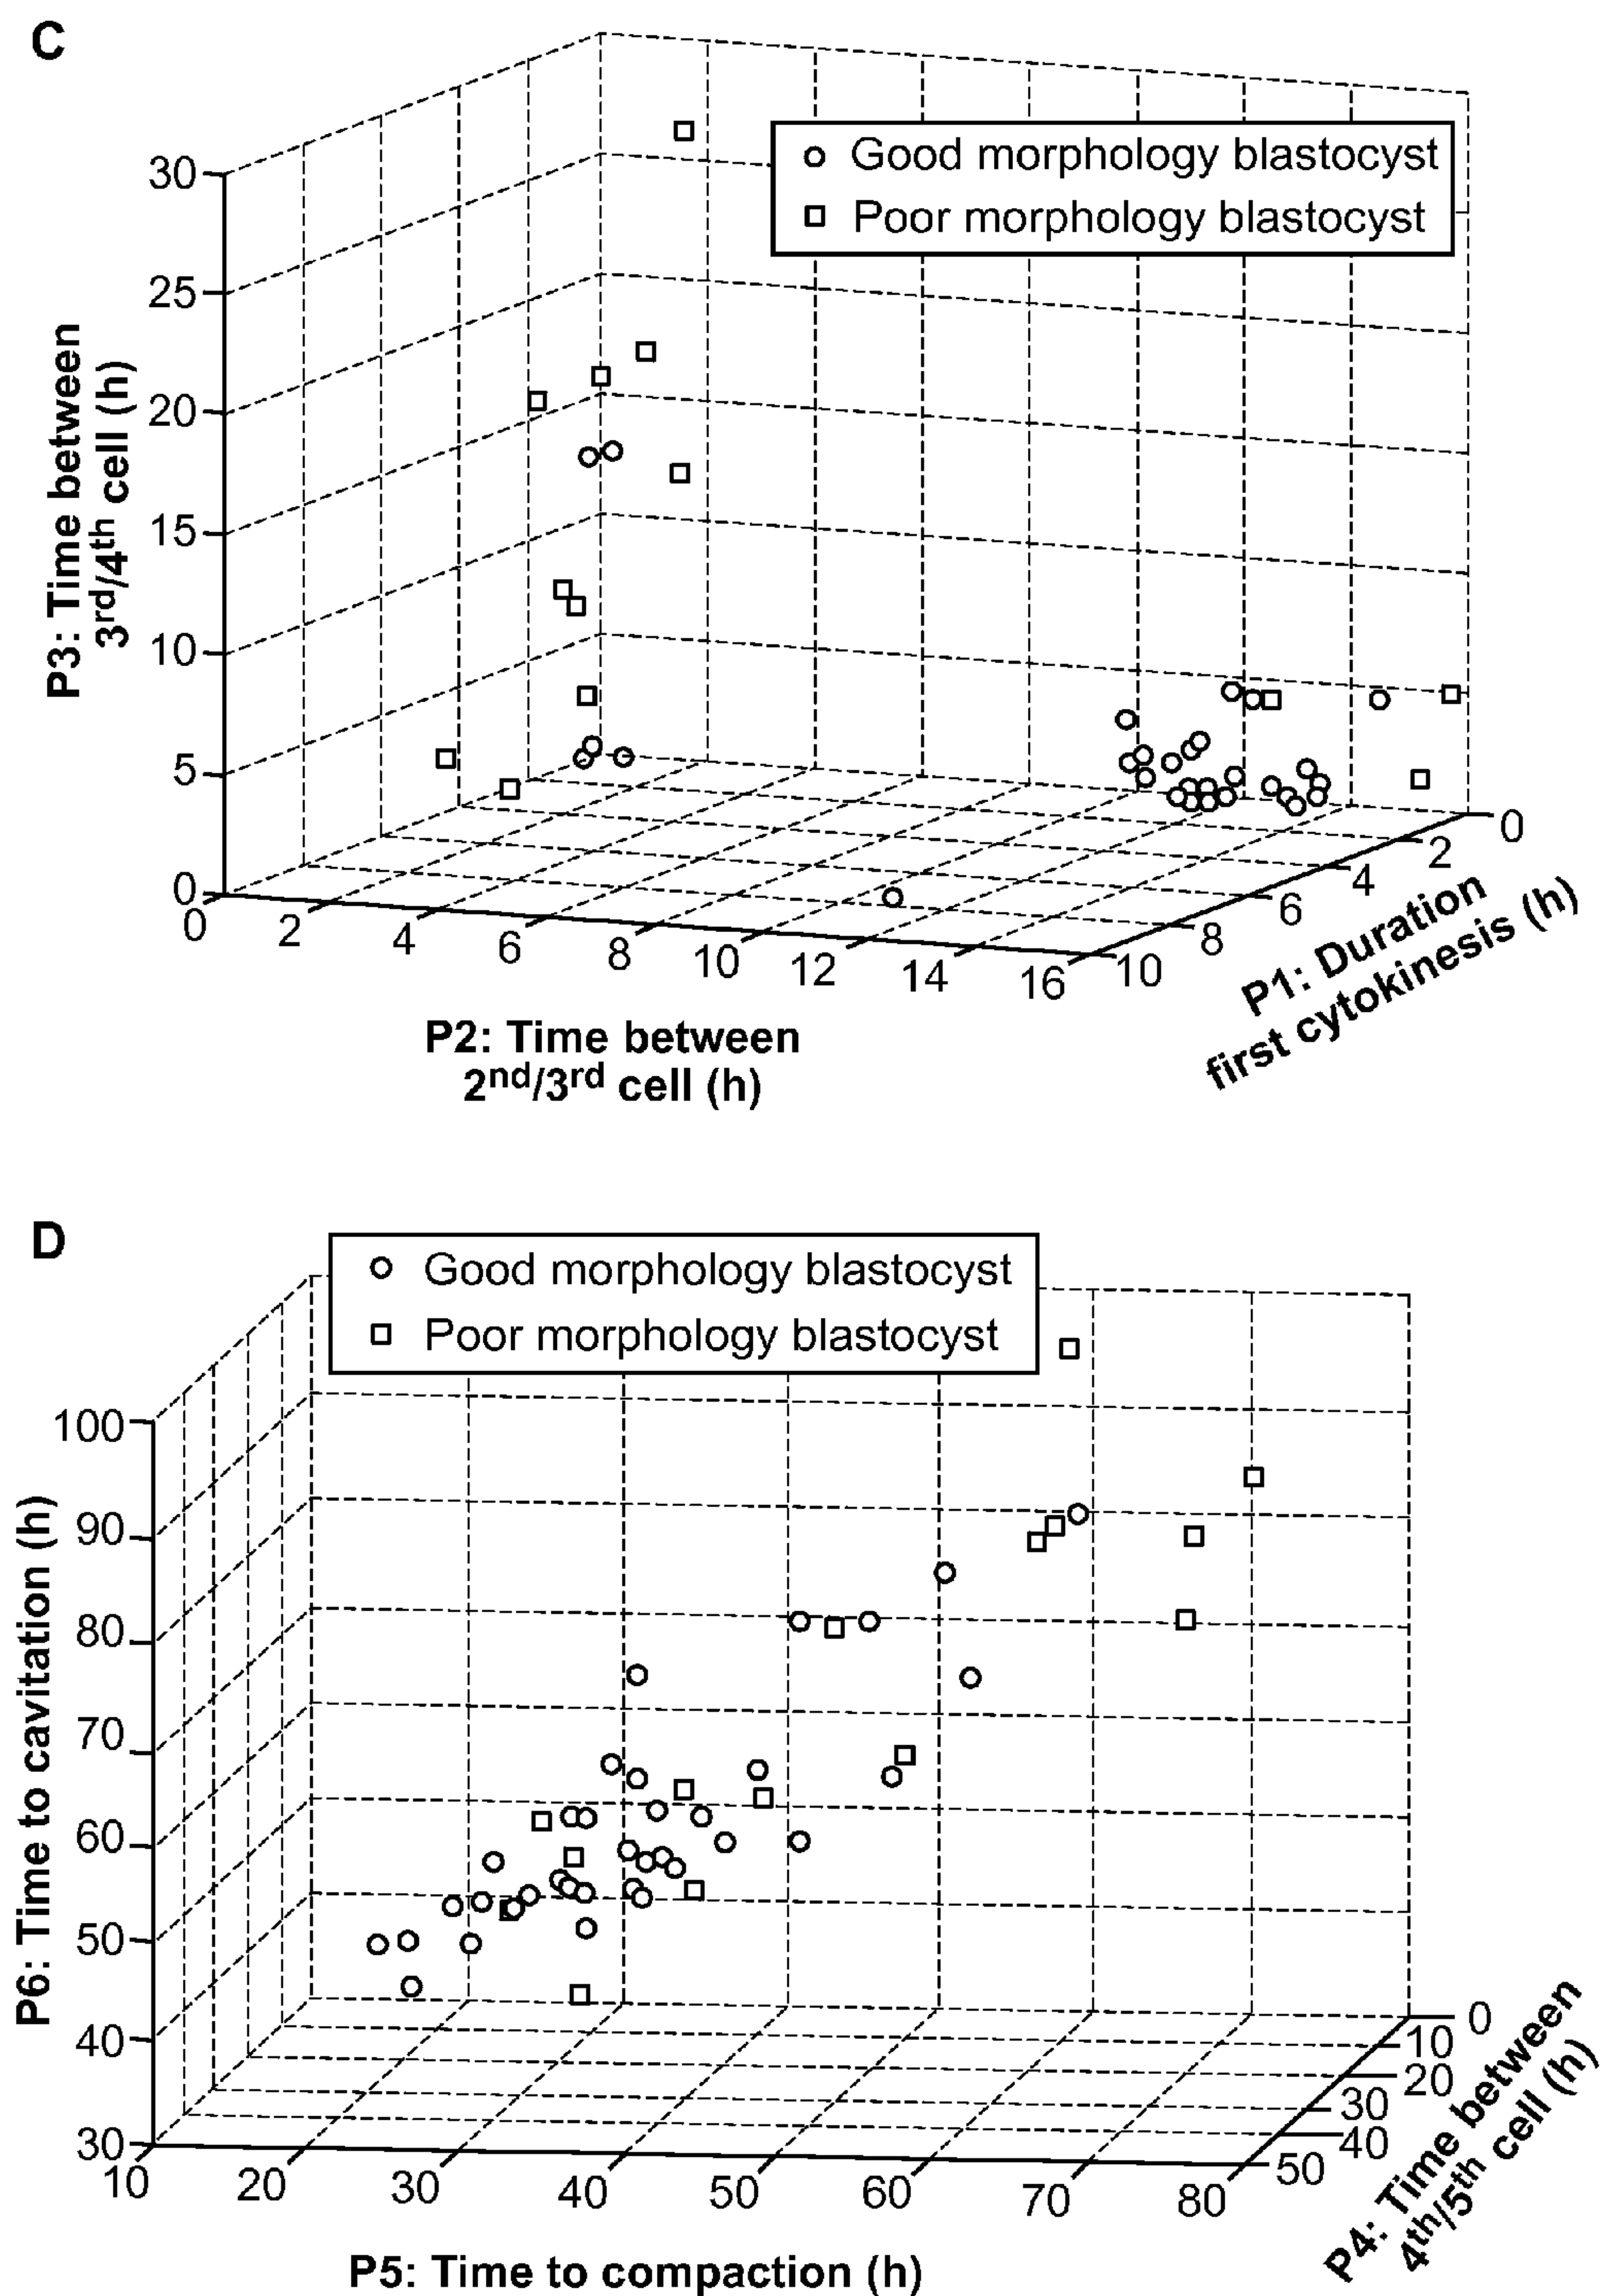 C
Good morphology blastocyst
Poor morphology blastocyst
30
25
20
15
10
5
0
P3: Time between
3rd/4th cell (h)
0
2
4
6
8
10
12
14
16
P2: Time between
2nd/3rd cell (h)
0
2
4
6
8
10
P1: Duration
first cytokinesis (h)
D
Good morphology blastocyst
Poor morphology blastocyst
100
90
80
70
60
50
40
30
P6: Time to cavitation (h)
10
20
30
40
50
60
70
80
P5: Time to compaction (h)
0
10
20
30
40
50
P4: Time between
4th/5th cell (h)